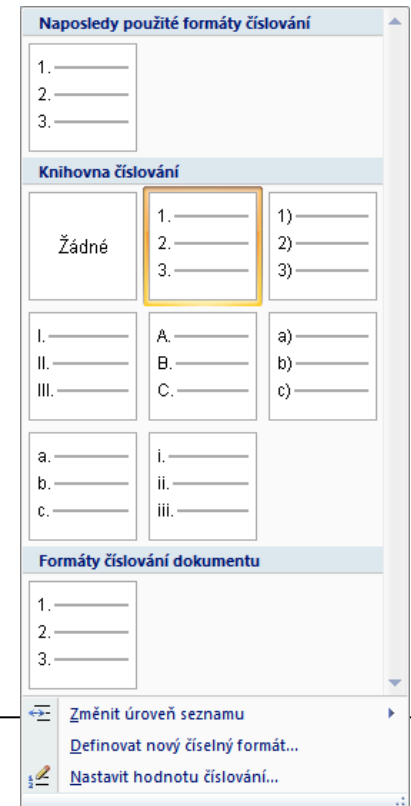 Naposledy použité formáty číslování
1.
2.
3.
Knihovna číslování
Žádné
1.
2.
3.
1)
2)
3)
I.
II.
III.
A.
B.
C.
a)
b)
c)
a.
b.
c.
i.
ii.
iii.
Formáty číslování dokumentu
1.
2.
3.
Změnit úroveň seznamu
Definovat nový číselný formát...
Nastavit hodnotu číslování...